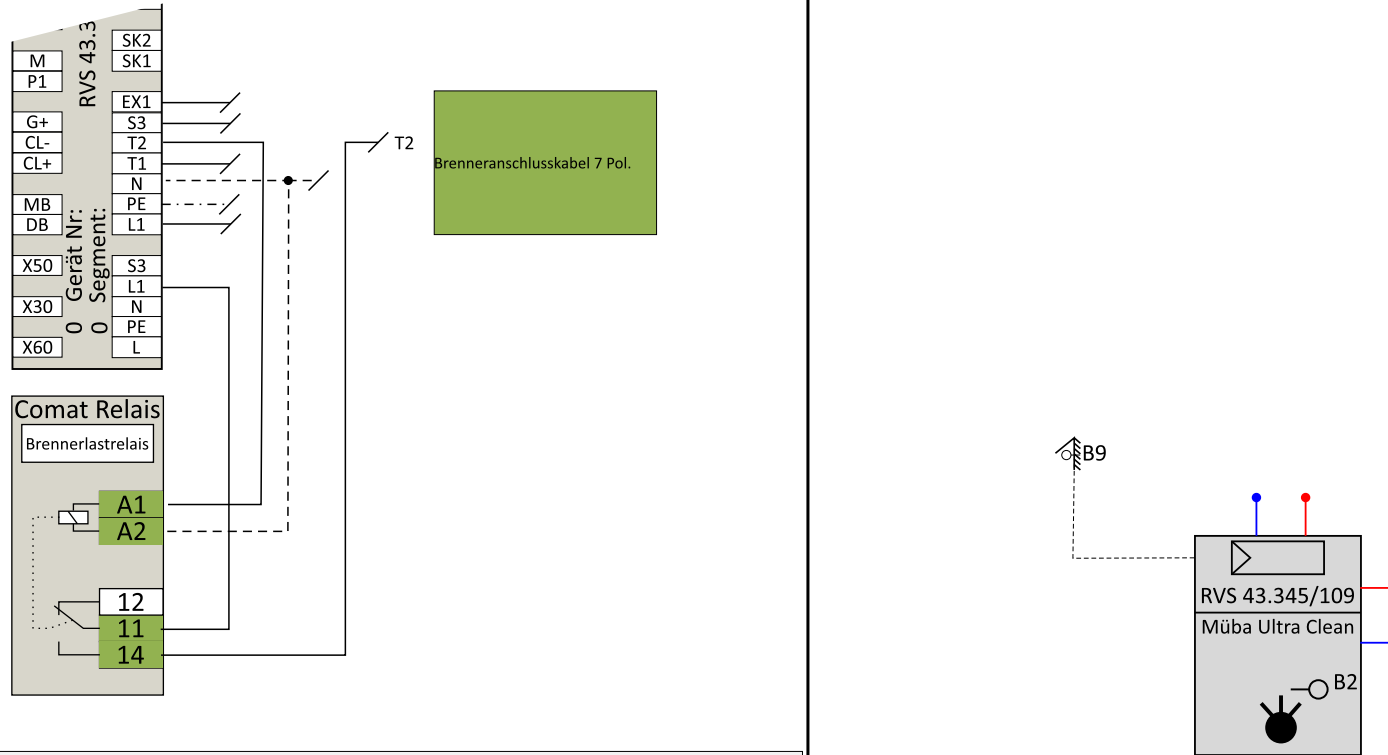 RVS 43.3
SK2
SK1
M
P1
EX1
G+
S3
CL-
T2
CL+
T1
N
MB
PE
DB
L1
X50
S3
L1
X30
N
PE
X60
L
0 Gerät Nr:
0 Segment:
T2
Brenneranschlusskabel 7 Pol.
Comat Relais
Brennerlastrelais
A1
A2
12
11
14
B9
RVS 43.345/109
Müba Ultra Clean
B2